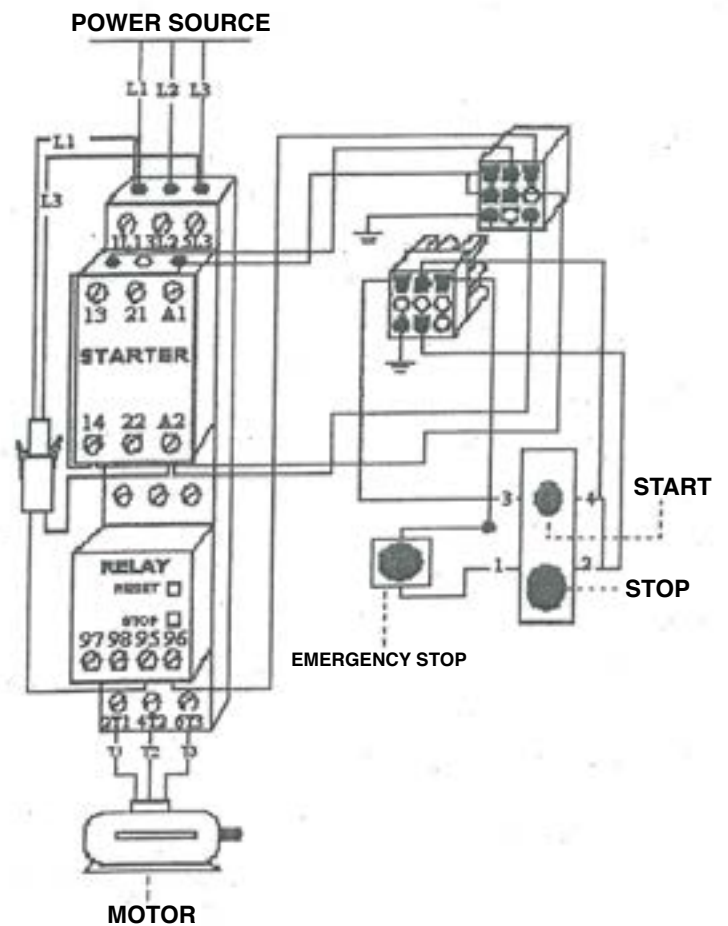 POWER SOURCE
L1 L2 L3
L1
L3
1L1 3L2 5L3
13 21 A1
STARTER
14 22 A2
3 4
START
1 2
STOP
EMERGENCY STOP
RELAY
RESET
STOP
97 98 95 96
2T1 4T2 6T3
T1 T2 T3
MOTOR